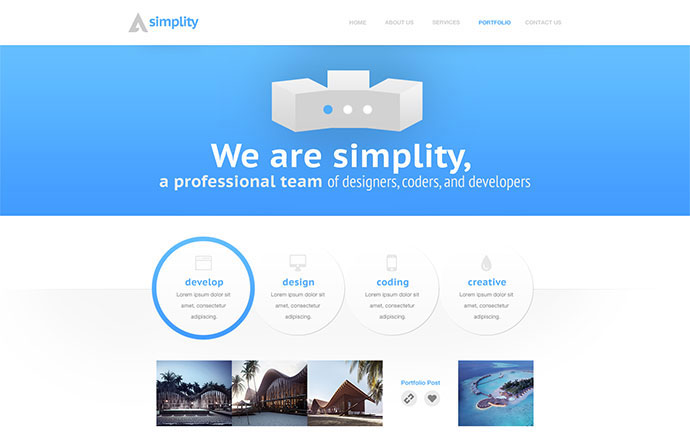 simplity
HOME ABOUT US SERVICES PORTFOLIO CONTACT US
We are simplity,
a professional team of designers, coders, and developers
develop
Lorem ipsum dolor sit
amet, consectetur
adipiscing.
design
Lorem ipsum dolor sit
amet, consectetur
adipiscing.
coding
Lorem ipsum dolor sit
amet, consectetur
adipiscing.
creative
Lorem ipsum dolor sit
amet, consectetur
adipiscing.
Portfolio Post